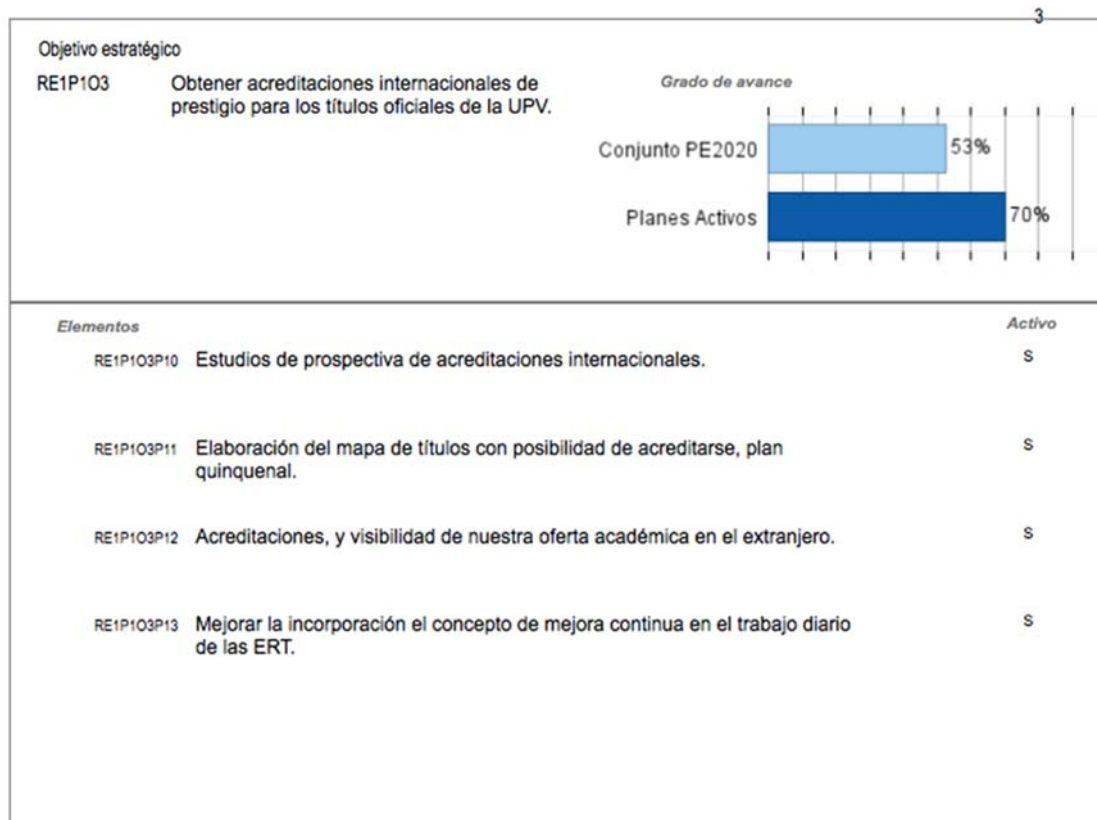 3
Objetivo estratégico
RE1P1O3 Obtener acreditaciones internacionales de
prestigio para los títulos oficiales de la UPV.
Grado de avance
Conjunto PE2020 53%
Planes Activos 70%
Elementos Activo
RE1P1O3P10 Estudios de prospectiva de acreditaciones internacionales. S
RE1P1O3P11 Elaboración del mapa de títulos con posibilidad de acreditarse, plan S
quinquenal.
RE1P1O3P12 Acreditaciones, y visibilidad de nuestra oferta académica en el extranjero. S
RE1P1O3P13 Mejorar la incorporación el concepto de mejora continua en el trabajo diario S
de las ERT.